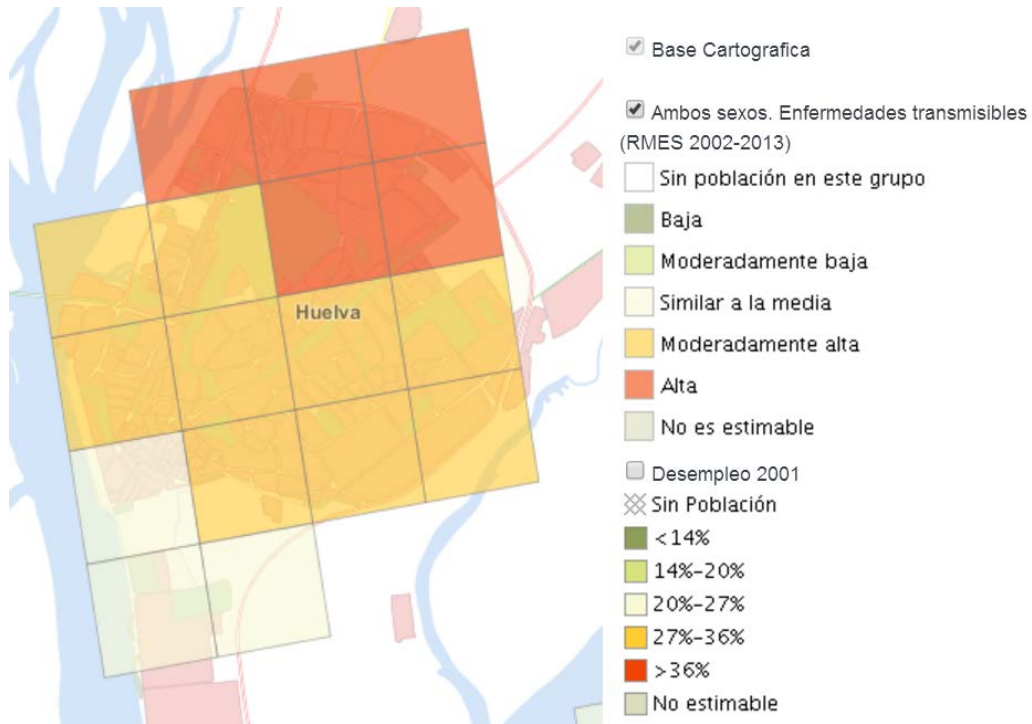 Huelva
Base Cartografica
Ambos sexos. Enfermedades transmisibles
(RMES 2002-2013)
Sin población en este grupo
Baja
Moderadamente baja
Similar a la media
Moderadamente alta
Alta
No es estimable
Desempleo 2001
Sin Población
<14%
14%-20%
20%-27%
27%-36%
>36%
No estimable